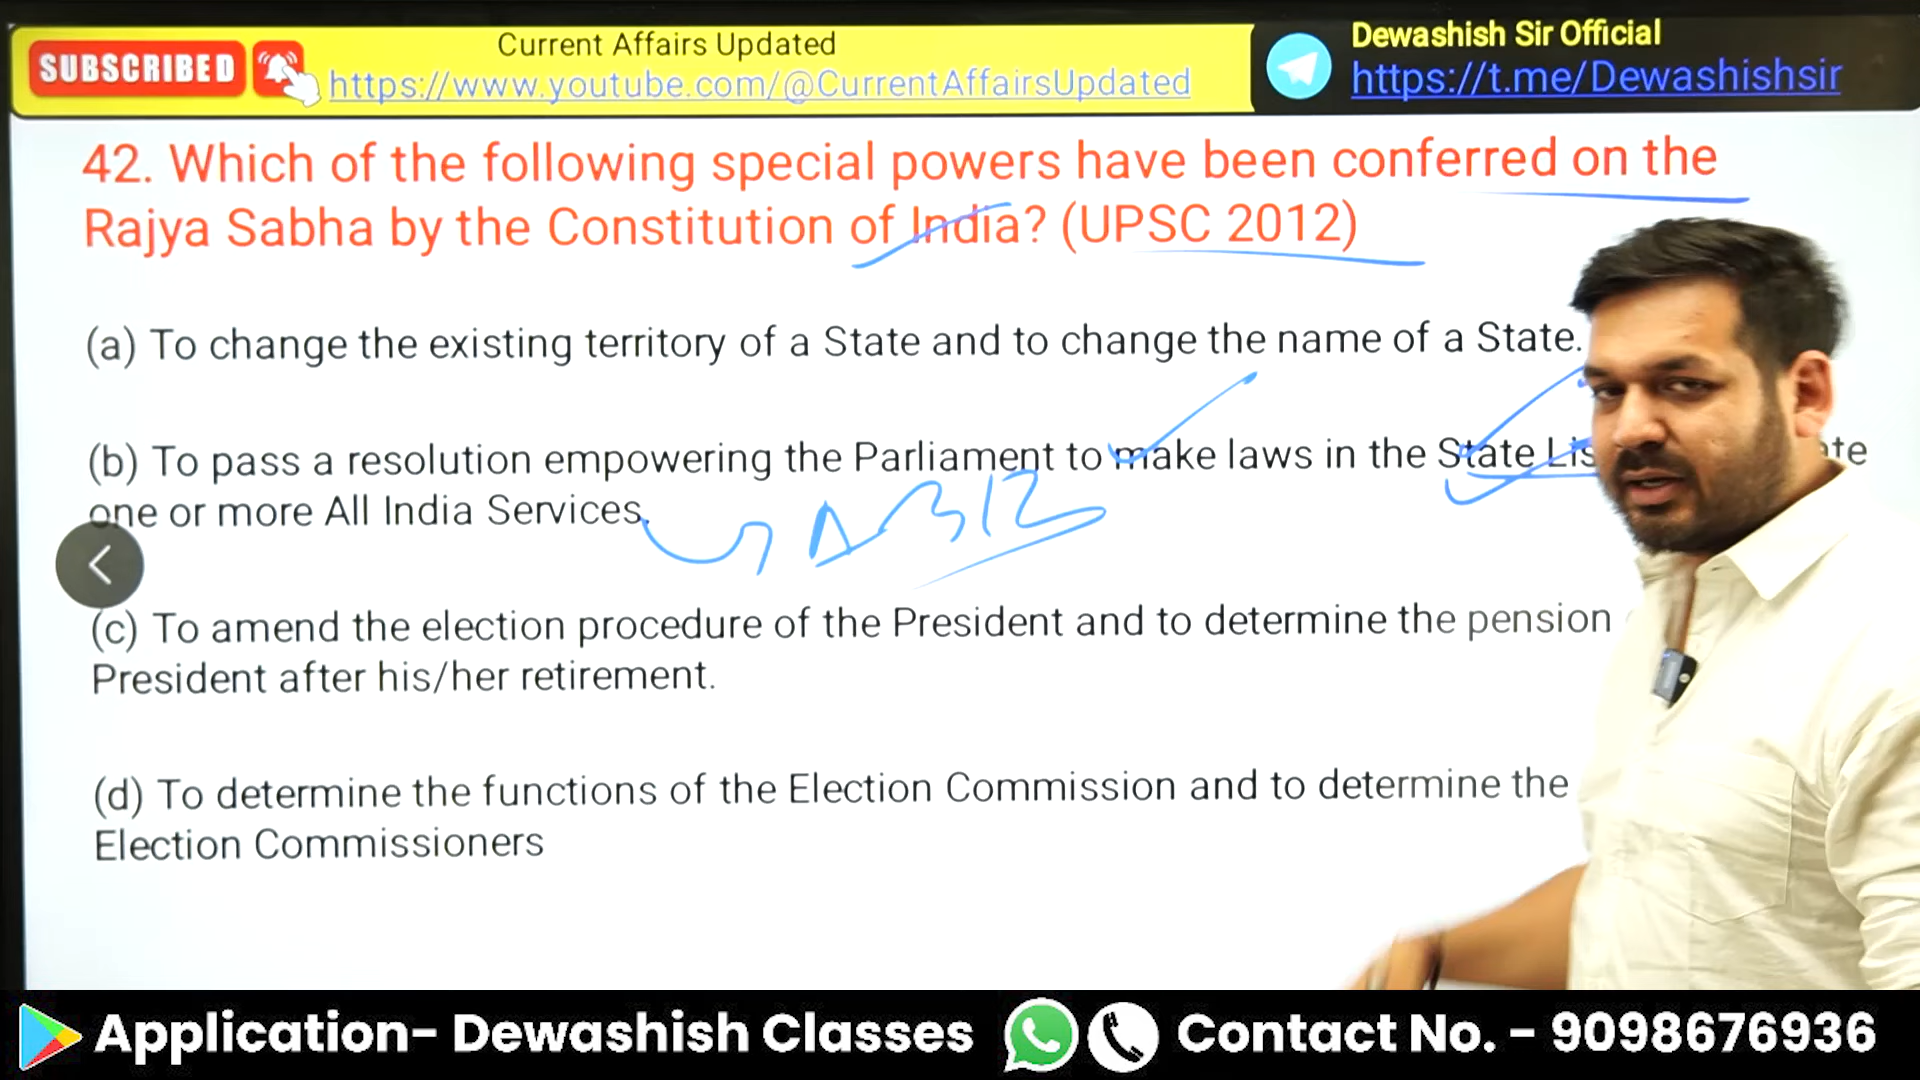 SUBSCRIBED
Current Affairs Updated
https://www.youtube.com/@CurrentAffairsUpdated
Dewashish Sir Official
https://t.me/Dewashishsir
42. Which of the following special powers have been conferred on the
Rajya Sabha by the Constitution of India? (UPSC 2012)
(a) To change the existing territory of a State and to change the name of a State.
(b) To pass a resolution empowering the Parliament to make laws in the State
one or more All India Services.
312
(c) To amend the election procedure of the President and to determine the pension
President after his/her retirement.
(d) To determine the functions of the Election Commission and to determine the
Election Commissioners
Application- Dewashish Classes
Contact No. - 9098676936